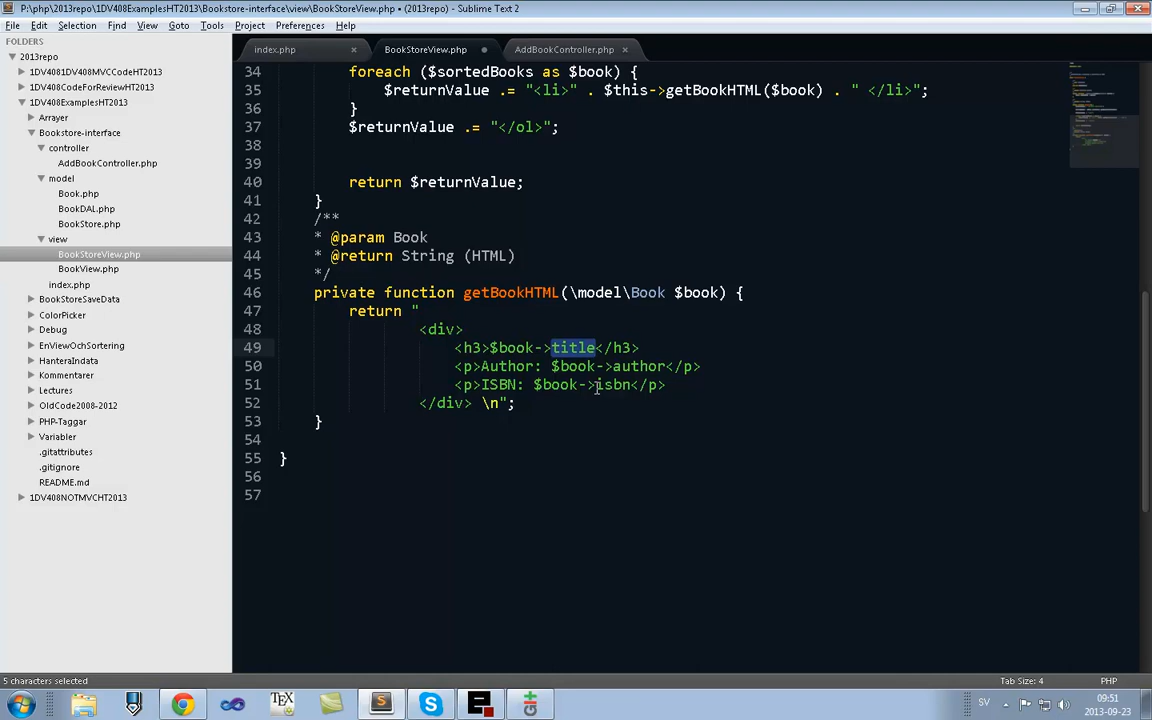 P:\php\2013repo\1DV408ExamplesHT2013\Bookstore-interface\view\BookStoreView.php • (2013repo) - Sublime Text 2
File Edit Selection Find View Goto Tools Project Preferences Help
FOLDERS
2013repo
1DV4081DV408MVCCodeHT2013
1DV408CodeForReviewHT2013
1DV408ExamplesHT2013
Arrayer
Bookstore-interface
controller
AddBookController.php
model
Book.php
BookDAL.php
BookStore.php
view
BookStoreView.php
BookView.php
index.php
BookStoreSaveData
ColorPicker
Debug
EnViewOchSortering
HanteraIndata
Kommentarer
Lectures
OldCode2008-2012
PHP-Taggar
Variabler
.gitattributes
.gitignore
README.md
1DV408NOTMVCHT2013
index.php × BookStoreView.php • AddBookController.php ×
34 foreach ($sortedBooks as $book) {
35 $returnValue .= "<li>" . $this->getBookHTML($book) . " </li>";
36 }
37 $returnValue .= "</ol>";
38
39
40 return $returnValue;
41 }
42 /**
43 * @param Book
44 * @return String (HTML)
45 */
46 private function getBookHTML(\model\Book $book) {
47 return "
48 <div>
49 <h3>$book->title</h3>
50 <p>Author: $book->author</p>
51 <p>ISBN: $book->isbn</p>
52 </div> \n";
53 }
54
55 }
56
57
5 characters selected Tab Size: 4 PHP
SV 09:51
2013-09-23